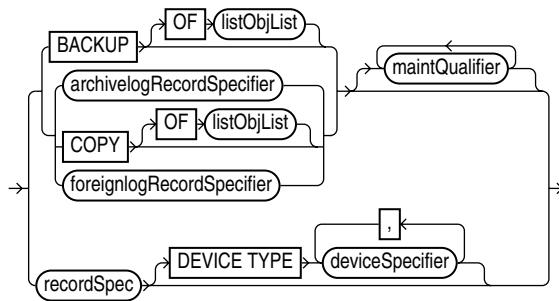 OF listObjList
BACKUP
maintQualifier
archivelogRecordSpecifier
OF listObjList
COPY
foreignlogRecordSpecifier
,
DEVICE TYPE deviceSpecifier
recordSpec